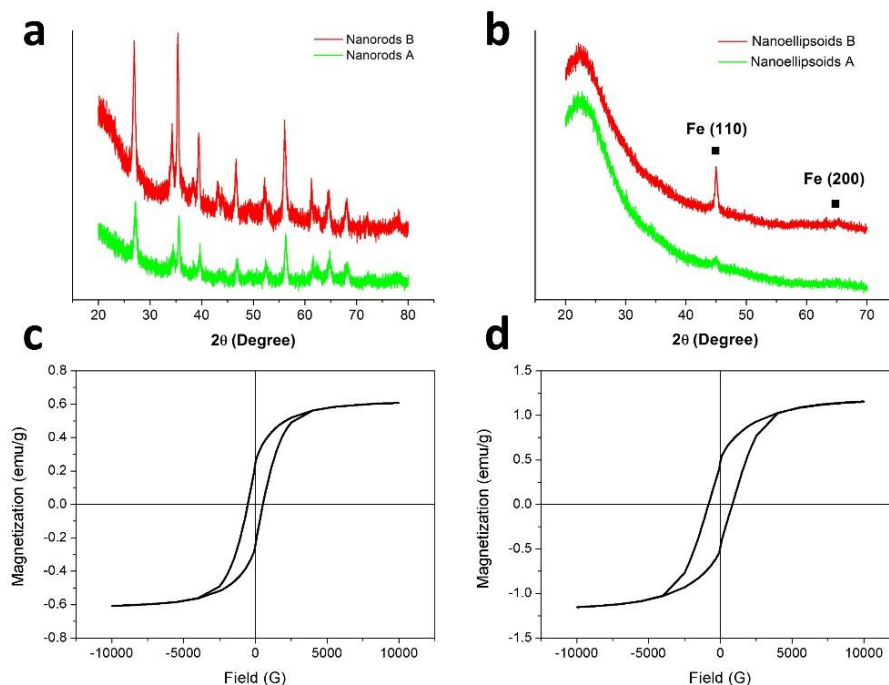 a
Nanorods B
Nanorods A
20 30 40 50 60 70 80
2θ (Degree)
b
Nanoellipsoids B
Nanoellipsoids A
Fe (110)
Fe (200)
20 30 40 50 60 70
2θ (Degree)
c
Magnetization (emu/g)
0.8
0.6
0.4
0.2
0.0
-0.2
-0.4
-0.6
-0.8
-10000 -5000 0 5000 10000
Field (G)
d
Magnetization (emu/g)
1.5
1.0
0.5
0.0
-0.5
-1.0
-1.5
-10000 -5000 0 5000 10000
Field (G)